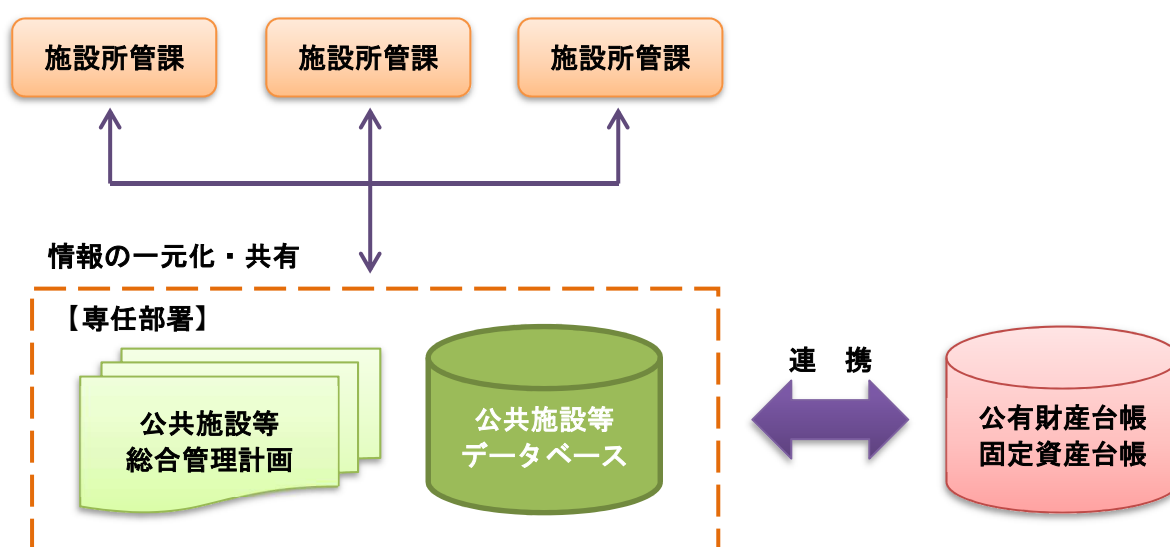 施設所管課
施設所管課
施設所管課
情報の一元化・共有
【専任部署】
公共施設等
総合管理計画
公共施設等
データベース
連　携
公有財産台帳
固定資産台帳